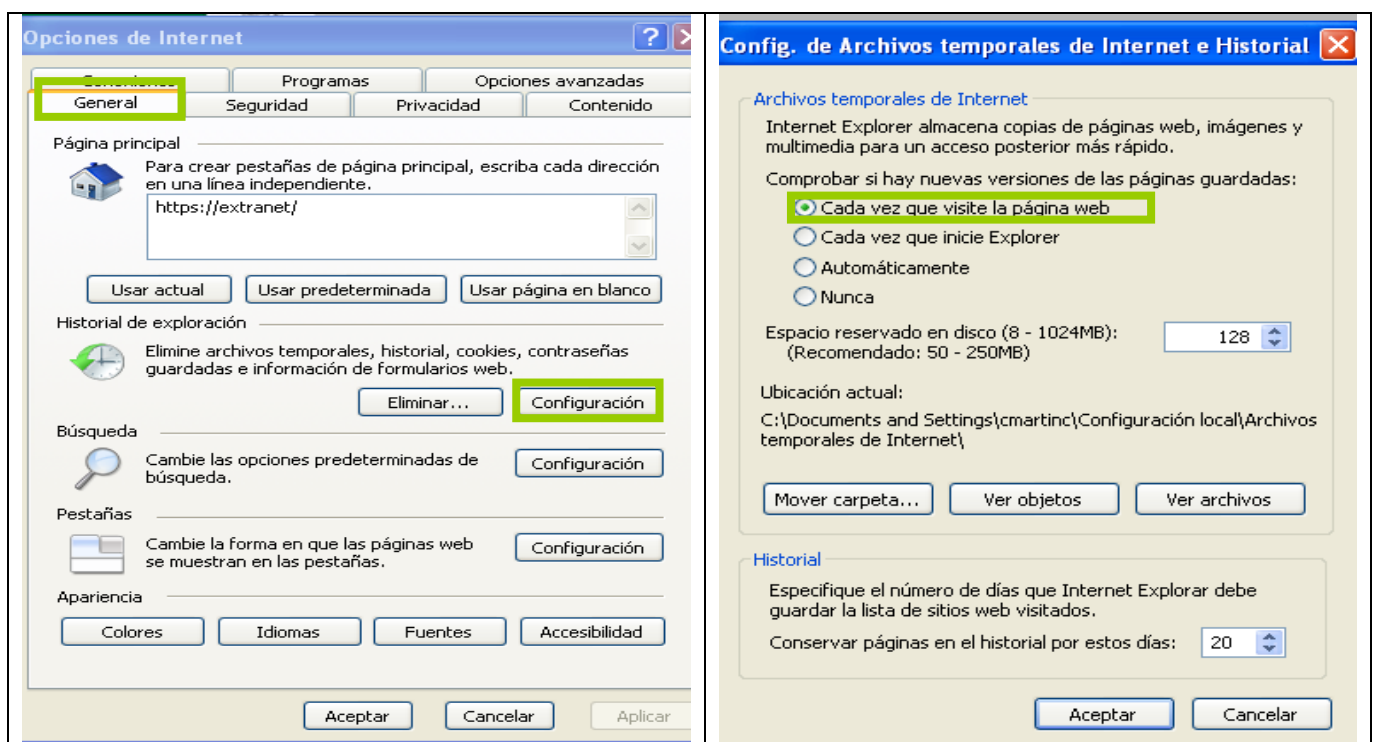 Opciones de Internet
Conexiones Programas Opciones avanzadas
General Seguridad Privacidad Contenido
Página principal
Para crear pestañas de página principal, escriba cada dirección
en una línea independiente.
https://extranet/
Usar actual Usar predeterminada Usar página en blanco
Historial de exploración
Elimine archivos temporales, historial, cookies, contraseñas
guardadas e información de formularios web.
Eliminar... Configuración
Búsqueda
Cambie las opciones predeterminadas de
búsqueda.
Configuración
Pestañas
Cambie la forma en que las páginas web
se muestran en las pestañas.
Configuración
Apariencia
Colores Idiomas Fuentes Accesibilidad
Aceptar Cancelar Aplicar
Config. de Archivos temporales de Internet e Historial
Archivos temporales de Internet
Internet Explorer almacena copias de páginas web, imágenes y
multimedia para un acceso posterior más rápido.
Comprobar si hay nuevas versiones de las páginas guardadas:
Cada vez que visite la página web
Cada vez que inicie Explorer
Automáticamente
Nunca
Espacio reservado en disco (8 - 1024MB): 128
(Recomendado: 50 - 250MB)
Ubicación actual:
C:\Documents and Settings\cmartinc\Configuración local\Archivos
temporales de Internet\
Mover carpeta... Ver objetos Ver archivos
Historial
Especifique el número de días que Internet Explorar debe
guardar la lista de sitios web visitados.
Conservar páginas en el historial por estos días: 20
Aceptar Cancelar